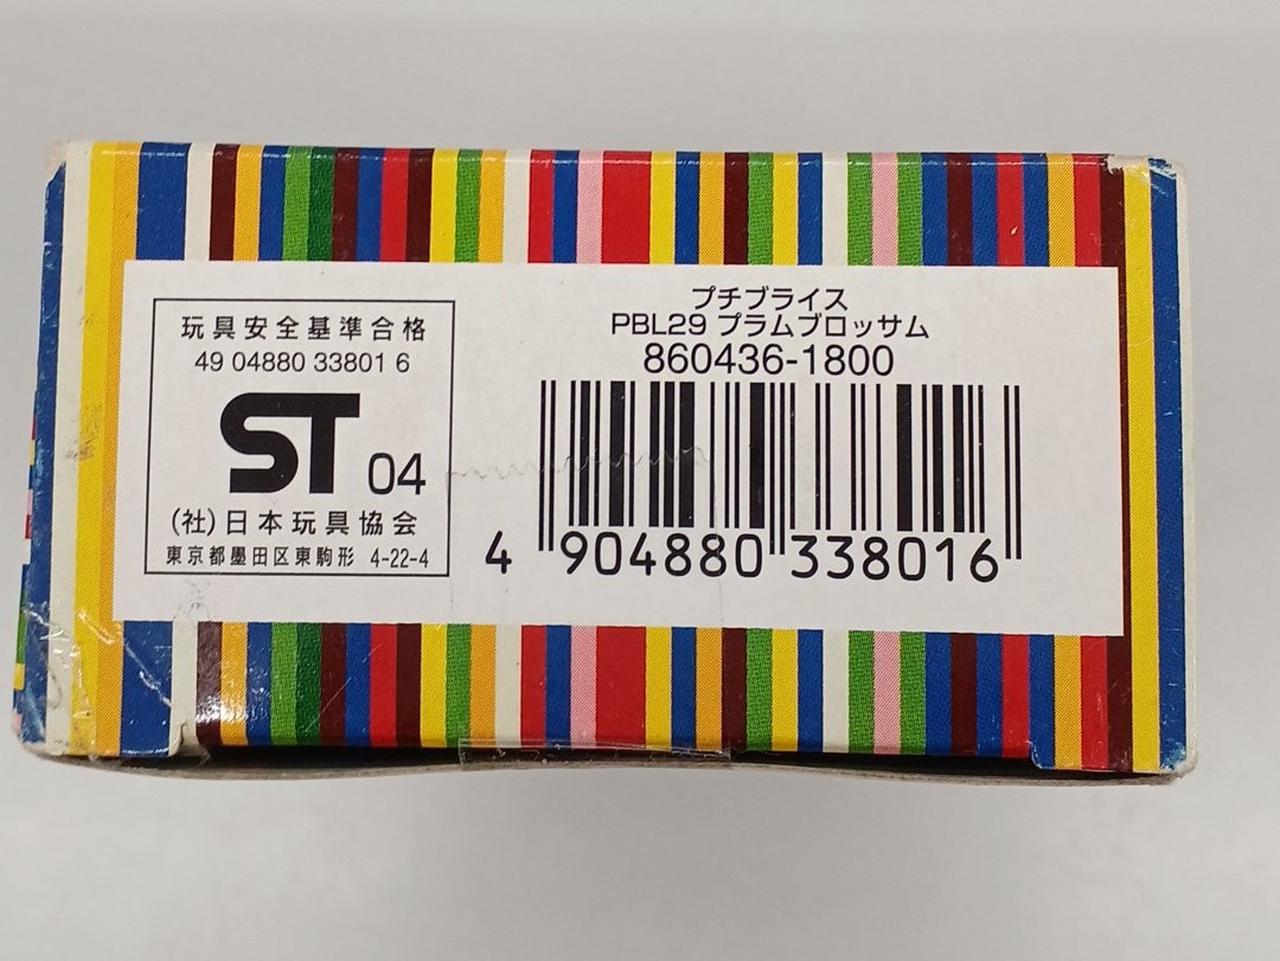 玩具安全基準合格
49 04880 33801 6
ST 04
(社)日本玩具協会
東京都墨田区東駒形 4-22-4
プチブライス
PBL29 プラムブロッサム
860436-1800
4 904880 338016